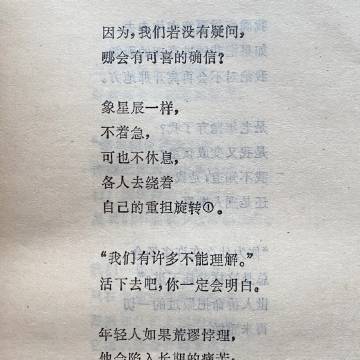 因为，我们若没有疑问，
哪会有可喜的确信？
象星辰一样，
不着急，
可也不休息，
各人去绕着
自己的重担旋转①。
“我们有许多不能理解。”
活下去吧，你一定会明白。
年轻人如果荒谬悖理，
他会陷入长期的痛苦；